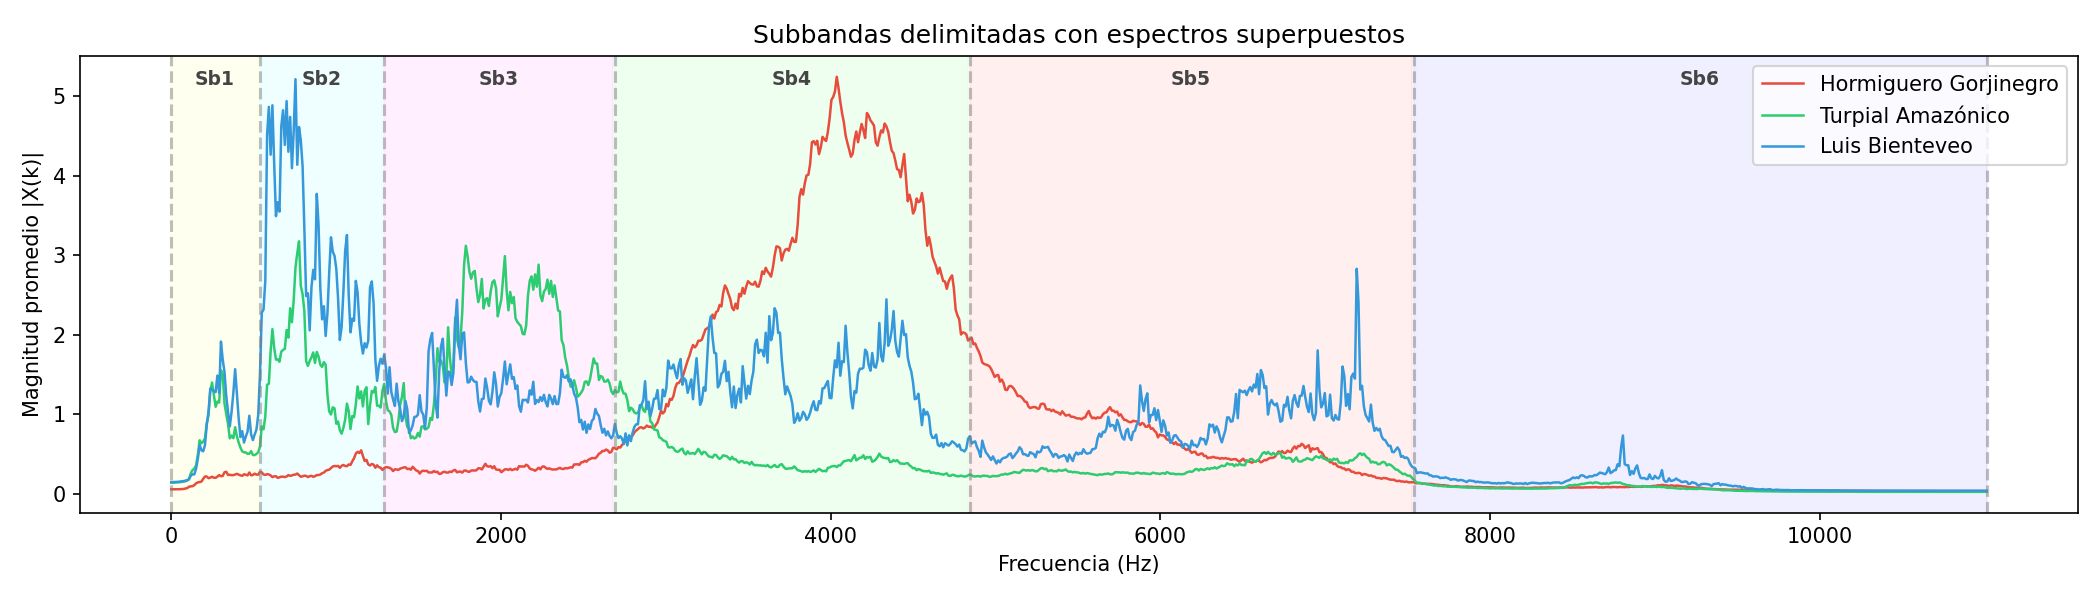 Subbandas delimitadas con espectros superpuestos
Sb1 Sb2 Sb3 Sb4 Sb5 Sb6
Hormiguero Gorjinegro
Turpial Amazónico
Luis Bienteveo
Magnitud promedio |X(k)|
5
4
3
2
1
0
0 2000 4000 6000 8000 10000
Frecuencia (Hz)